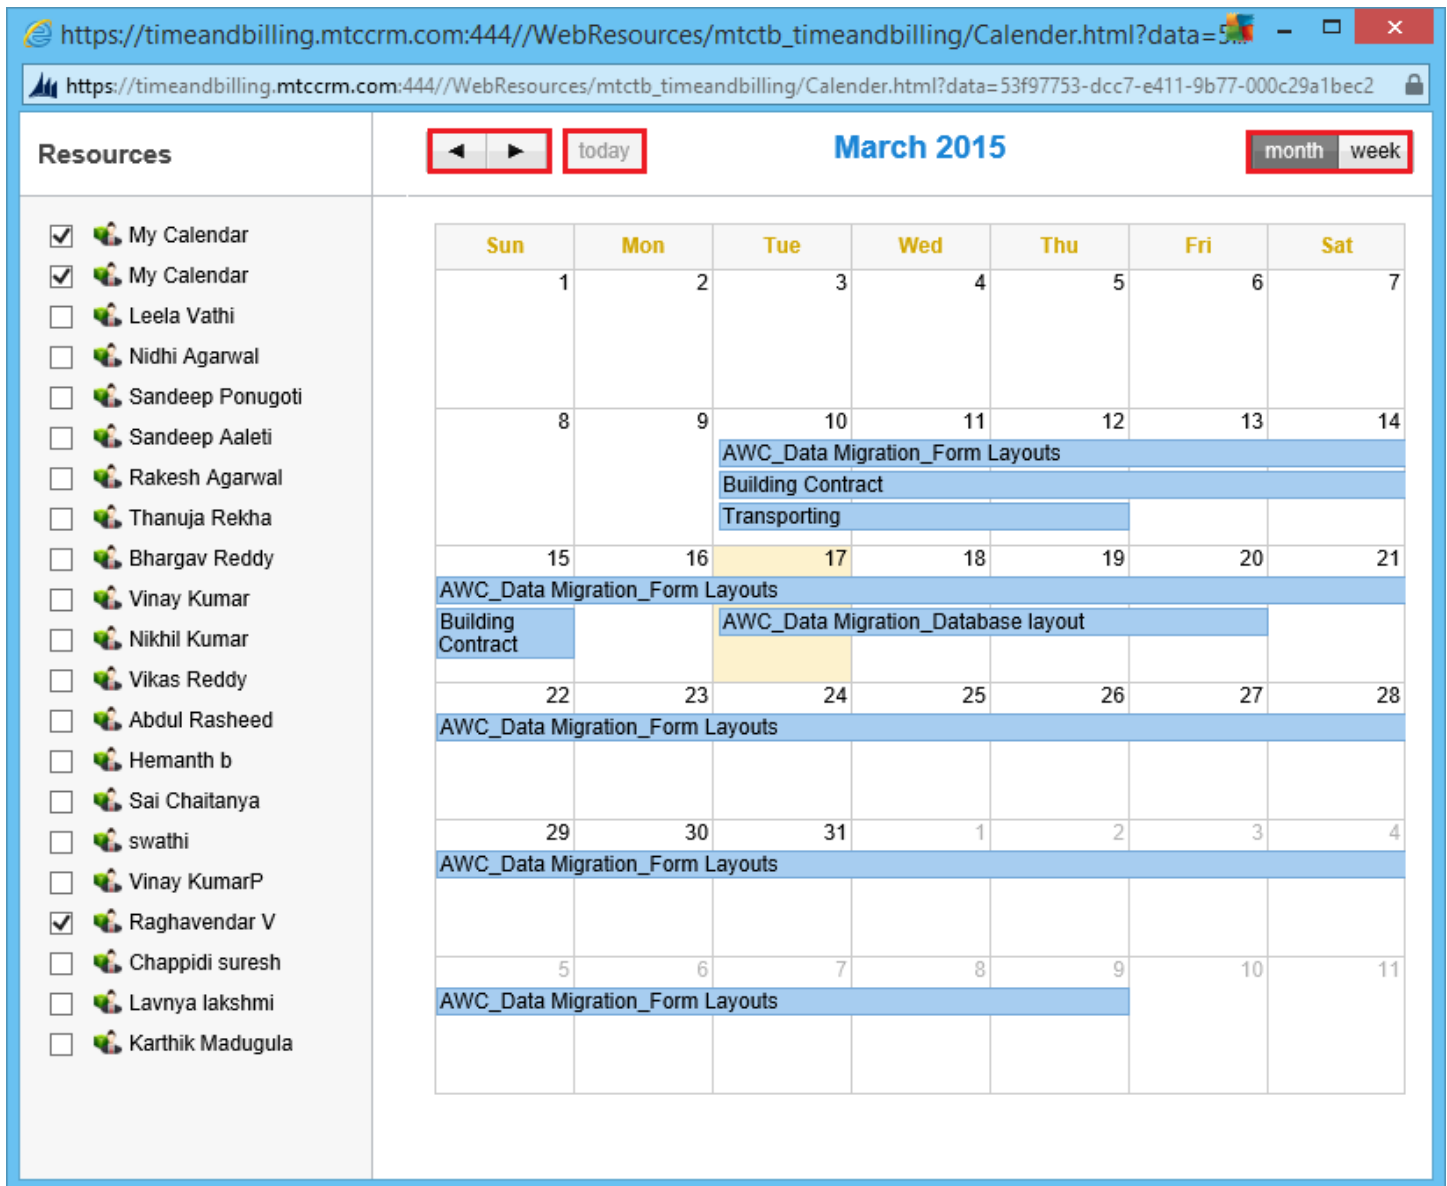 https://timeandbilling.mtccrm.com:444//WebResources/mtctb_timeandbilling/Calender.html?data=5...
https://timeandbilling.mtccrm.com:444//WebResources/mtctb_timeandbilling/Calender.html?data=53f97753-dcc7-e411-9b77-000c29a1bec2
Resources
today
March 2015
month week
My Calendar
My Calendar
Leela Vathi
Nidhi Agarwal
Sandeep Ponugoti
Sandeep Aaleti
Rakesh Agarwal
Thanuja Rekha
Bhargav Reddy
Vinay Kumar
Nikhil Kumar
Vikas Reddy
Abdul Rasheed
Hemanth b
Sai Chaitanya
swathi
Vinay KumarP
Raghavendar V
Chappidi suresh
Lavnya lakshmi
Karthik Madugula
Sun Mon Tue Wed Thu Fri Sat
1 2 3 4 5 6 7
8 9 10 11 12 13 14
AWC_Data Migration_Form Layouts
Building Contract
Transporting
15 16 17 18 19 20 21
AWC_Data Migration_Form Layouts
Building
Contract
AWC_Data Migration_Database layout
22 23 24 25 26 27 28
AWC_Data Migration_Form Layouts
29 30 31 1 2 3 4
AWC_Data Migration_Form Layouts
5 6 7 8 9 10 11
AWC_Data Migration_Form Layouts